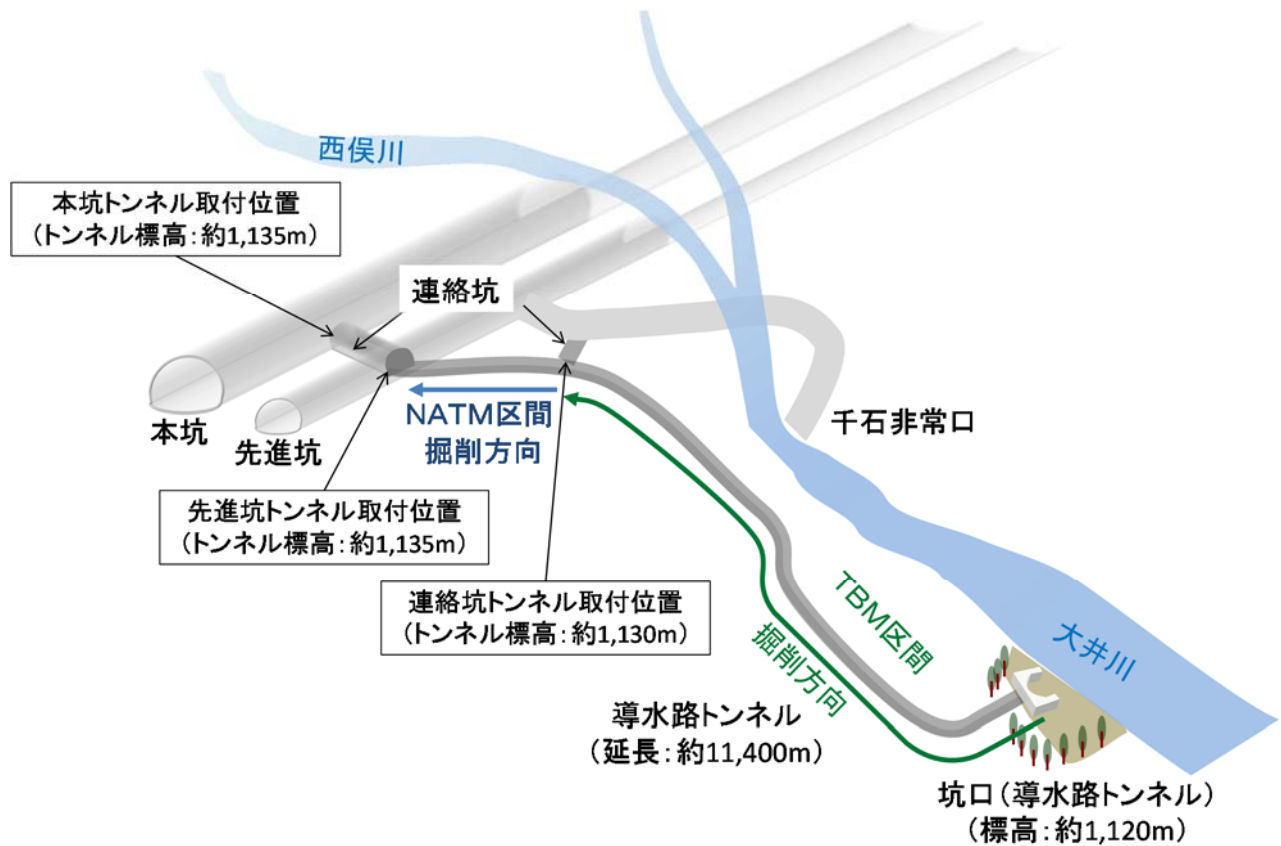 西俣川
本坑トンネル取付位置
（トンネル標高：約1,135m）
連絡坑
本坑
先進坑
NATM区間
掘削方向
千石非常口
先進坑トンネル取付位置
（トンネル標高：約1,135m）
連絡坑トンネル取付位置
（トンネル標高：約1,130m）
TBM区間
掘削方向
大井川
導水路トンネル
（延長：約11,400m）
坑口（導水路トンネル）
（標高：約1,120m）